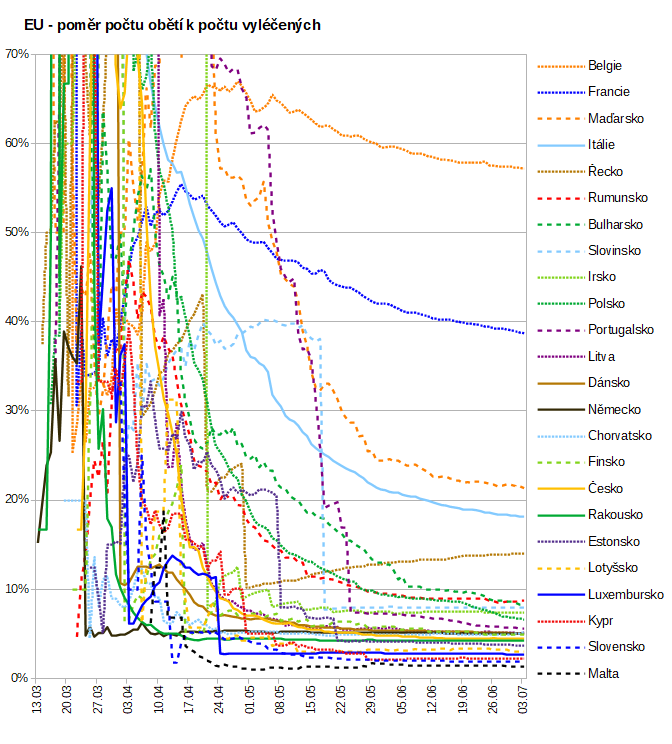 EU - poměr počtu obětí k počtu vyléčených
70%
60%
50%
40%
30%
20%
10%
0%
13.03
20.03
27.03
03.04
10.04
17.04
24.04
01.05
08.05
15.05
22.05
29.05
05.06
12.06
19.06
26.06
03.07
Belgie
Francie
Maďarsko
Itálie
Řecko
Rumunsko
Bulharsko
Slovinsko
Irsko
Polsko
Portugalsko
Litva
Dánsko
Německo
Chorvatsko
Finsko
Česko
Rakousko
Estonsko
Lotyšsko
Luxembursko
Kypr
Slovensko
Malta